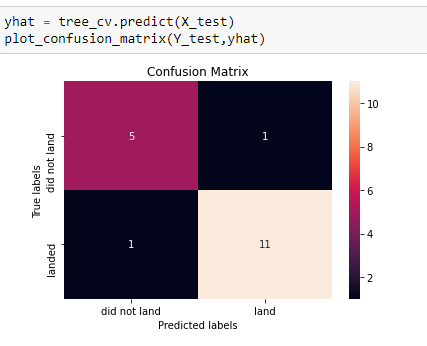 yhat = tree_cv.predict(X_test)
plot_confusion_matrix(Y_test,yhat)
Confusion Matrix
True labels
did not land
landed
5
1
1
11
did not land
land
Predicted labels
10
8
6
4
2